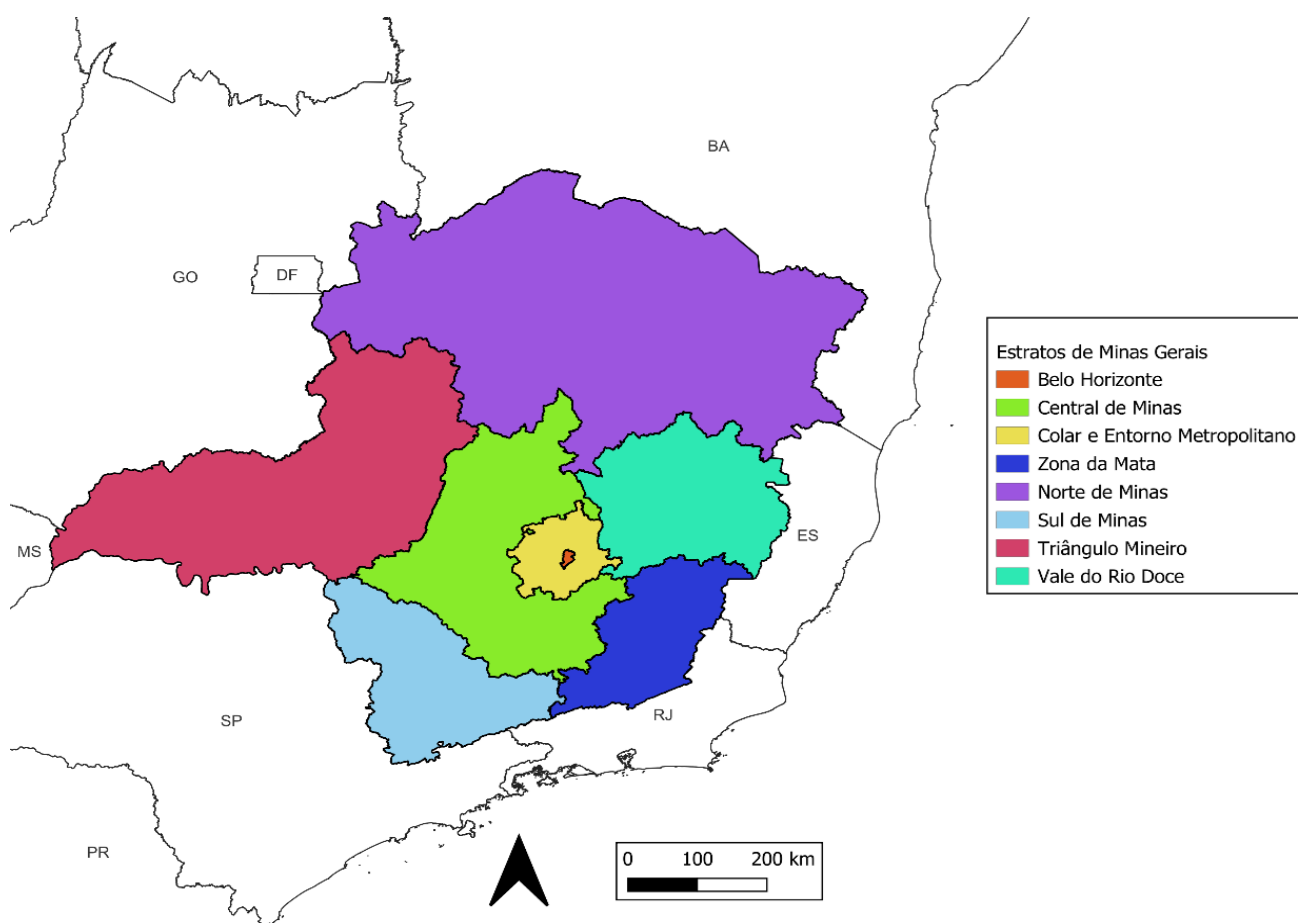 BA
GO
DF
MS
ES
SP
RJ
PR
Estratos de Minas Gerais
Belo Horizonte
Central de Minas
Colar e Entorno Metropolitano
Zona da Mata
Norte de Minas
Sul de Minas
Triângulo Mineiro
Vale do Rio Doce
0 100 200 km